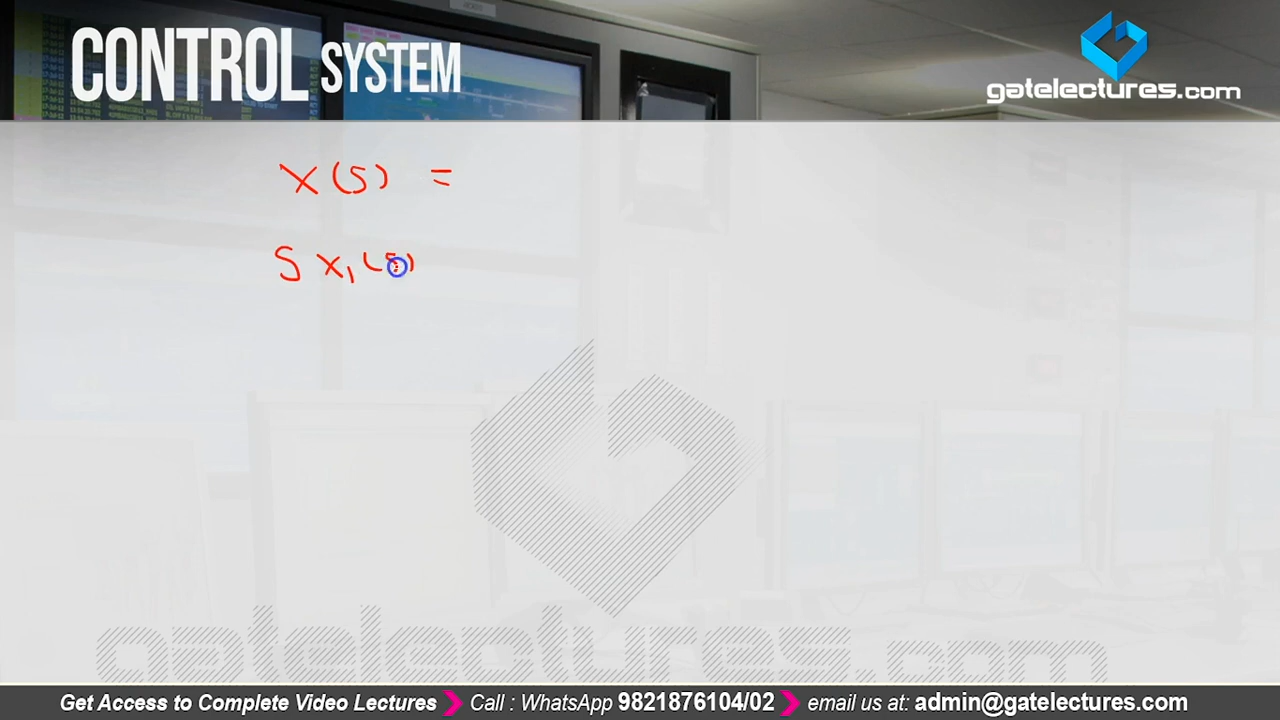 CONTROL SYSTEM
gatelectures.com
X(S) =
S X₁(S)
gatelectures.com
Get Access to Complete Video Lectures Call : WhatsApp 9821876104/02 email us at: admin@gatelectures.com